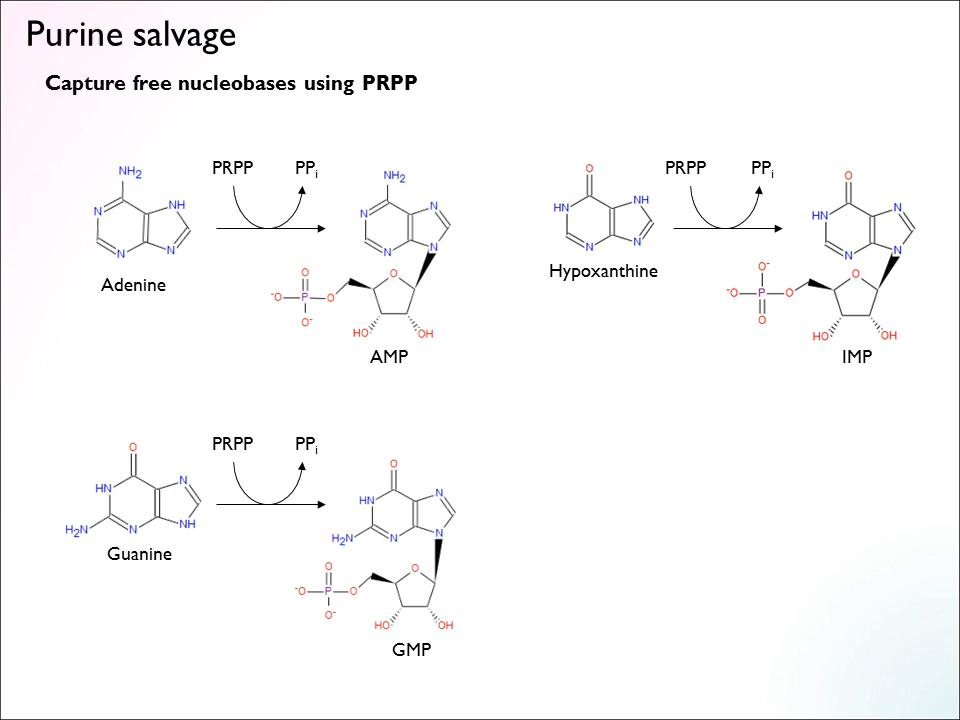 Purine salvage
Capture free nucleobases using PRPP
NH₂
N
NH
N
N
Adenine
PRPP
PPᵢ
NH₂
N
N
N
N
O
O
⁻O
P
O
O⁻
HO
OH
AMP
O
HN
NH
N
N
Hypoxanthine
PRPP
PPᵢ
O
HN
N
N
N
O
O⁻
⁻O
P
O
O
HO
OH
IMP
O
HN
N
H₂N
N
NH
Guanine
PRPP
PPᵢ
O
HN
N
H₂N
N
N
O
O
⁻O
P
O
O⁻
HO
OH
GMP